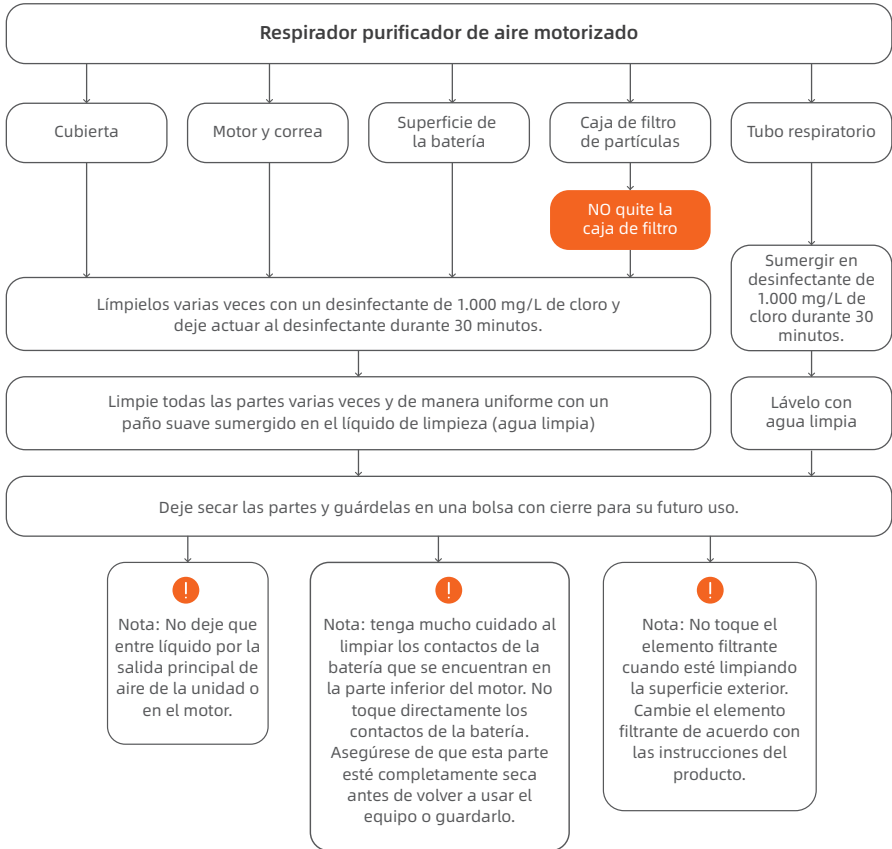 Respirador purificador de aire motorizado
Cubierta
Motor y correa
Superficie de
la batería
Caja de filtro
de partículas
Tubo respiratorio
NO quite la
caja de filtro
Límpielos varias veces con un desinfectante de 1.000 mg/L de cloro y
deje actuar al desinfectante durante 30 minutos.
Sumergir en
desinfectante de
1.000 mg/L de
cloro durante 30
minutos.
Limpie todas las partes varias veces y de manera uniforme con un
paño suave sumergido en el líquido de limpieza (agua limpia)
Lávelo con
agua limpia
Deje secar las partes y guárdelas en una bolsa con cierre para su futuro uso.
!
Nota: No deje que
entre líquido por la
salida principal de
aire de la unidad o
en el motor.
!
Nota: tenga mucho cuidado al
limpiar los contactos de la
batería que se encuentran en
la parte inferior del motor. No
toque directamente los
contactos de la batería.
Asegúrese de que esta parte
esté completamente seca
antes de volver a usar el
equipo o guardarlo.
!
Nota: No toque el
elemento filtrante
cuando esté limpiando
la superficie exterior.
Cambie el elemento
filtrante de acuerdo con
las instrucciones del
producto.